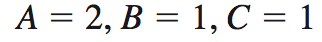 A = 2, B = 1, C = 1